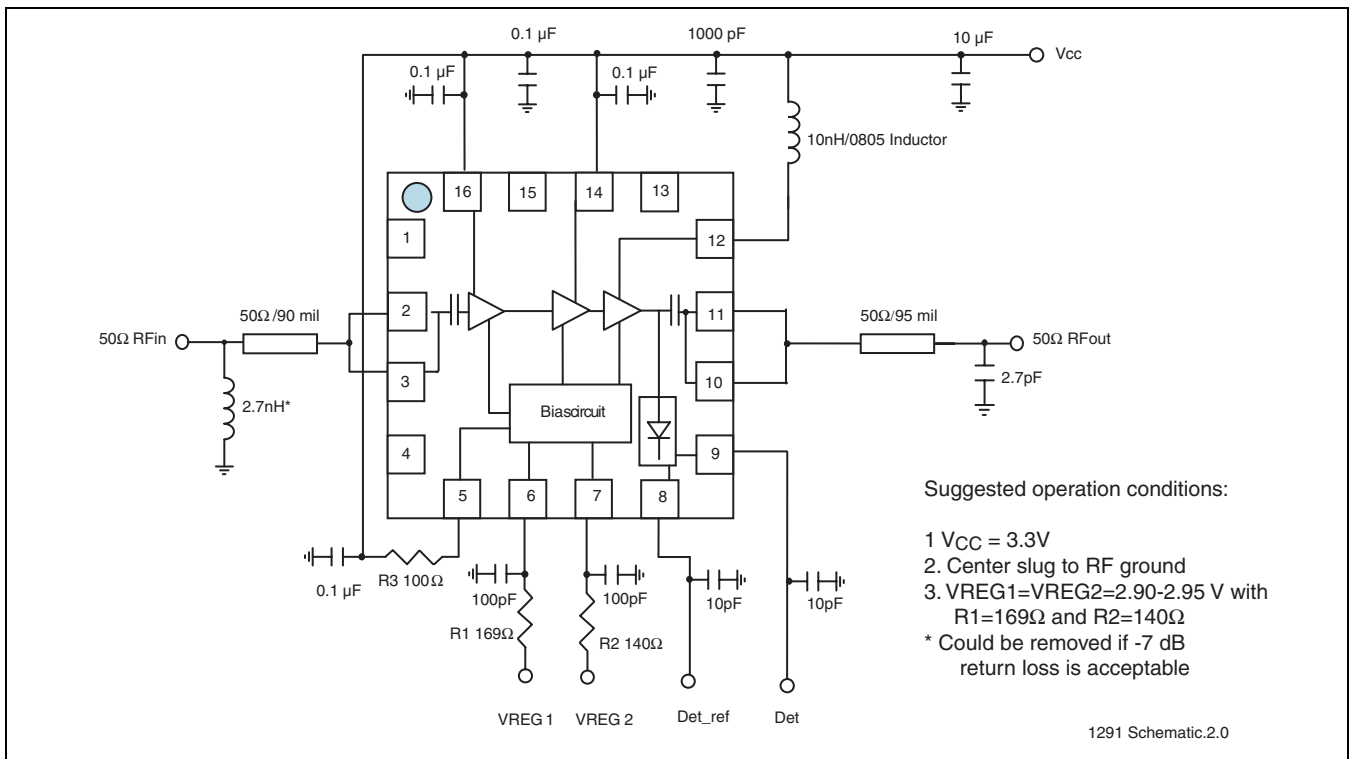 0.1 µF
1000 pF
10 µF
Vcc
0.1 µF
0.1 µF
10nH/0805 Inductor
16
15
14
13
1
12
2
11
50Ω/90 mil
50Ω/95 mil
50Ω RFin
50Ω RFout
3
10
2.7pF
2.7nH*
Biascircuit
4
9
5
6
7
8
Suggested operation conditions:
1 VCC = 3.3V
2. Center slug to RF ground
3. VREG1=VREG2=2.90-2.95 V with
R1=169Ω and R2=140Ω
* Could be removed if -7 dB
return loss is acceptable
R3 100Ω
0.1 µF
100pF
100pF
10pF
10pF
R1 169Ω
R2 140Ω
VREG 1
VREG 2
Det_ref
Det
1291 Schematic.2.0